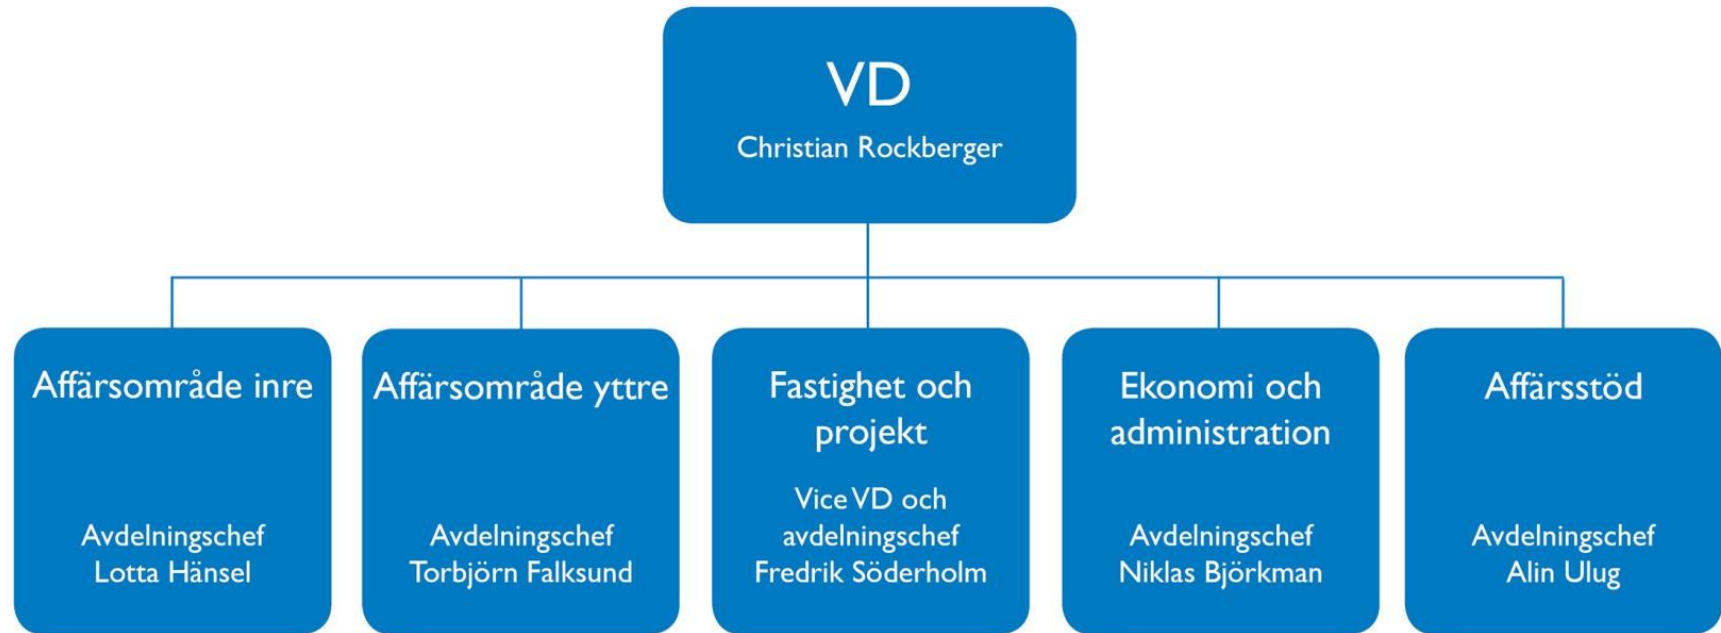 VD
Christian Rockberger
Affärsområde inre
Avdelningschef
Lotta Hänsel
Affärsområde yttre
Avdelningschef
Torbjörn Falksund
Fastighet och
projekt
Vice VD och
avdelningschef
Fredrik Söderholm
Ekonomi och
administration
Avdelningschef
Niklas Björkman
Affärsstöd
Avdelningschef
Alin Ulug